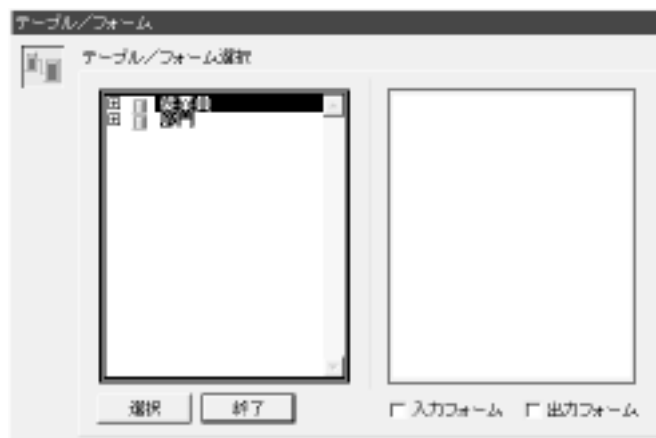 テーブル／フォーム
テーブル／フォーム選択
従業員
部門
選択
終了
入力フォーム
出力フォーム